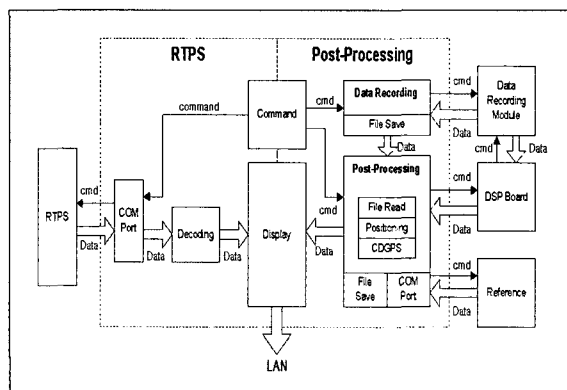 RTPS
Post-Processing
command
Command
cmd
Data Recording
File Save
cmd
Data
Data
Recording
Module
Data
cmd
Data
Post-Processing
File Read
Positioning
CDGPS
File
Save
COM
Port
cmd
Data
DSP Board
cmd
Data
Reference
RTPS
cmd
Data
COM
Port
Data
Decoding
Data
Display
cmd
Data
LAN